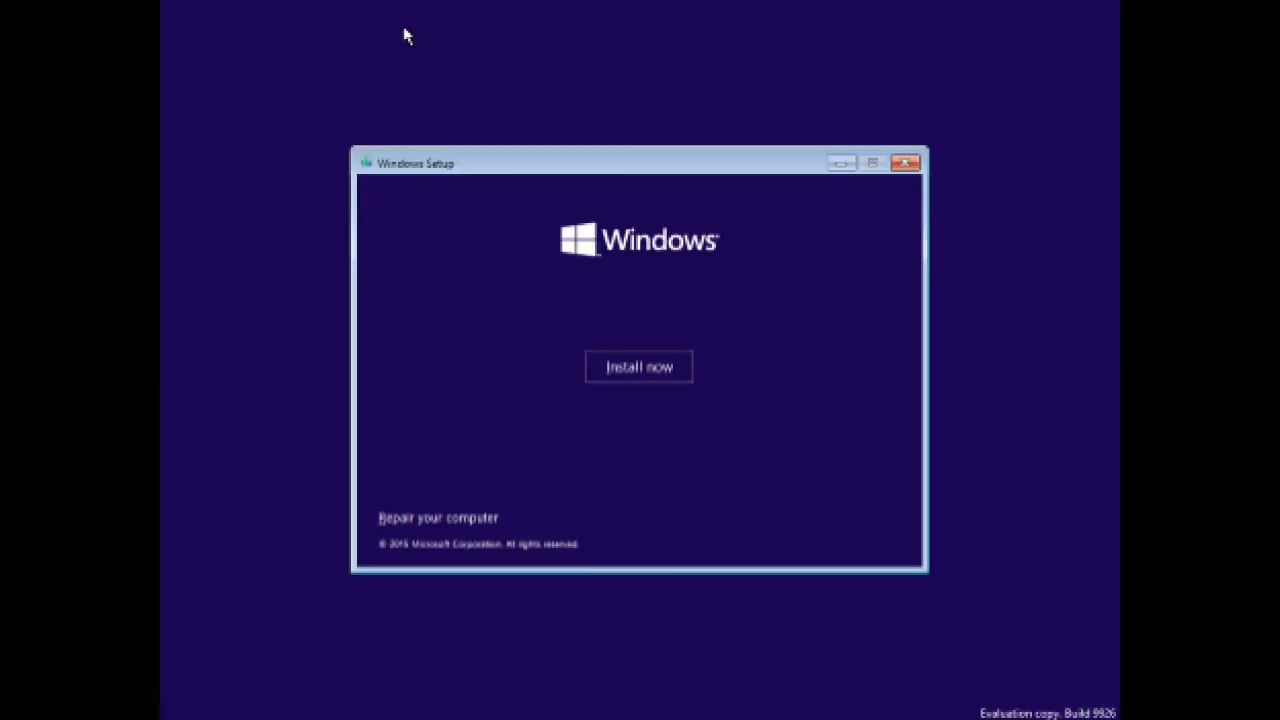 Windows Setup
Windows
Install now
Repair your computer
© 2015 Microsoft Corporation. All rights reserved.
Evaluation copy. Build 9926